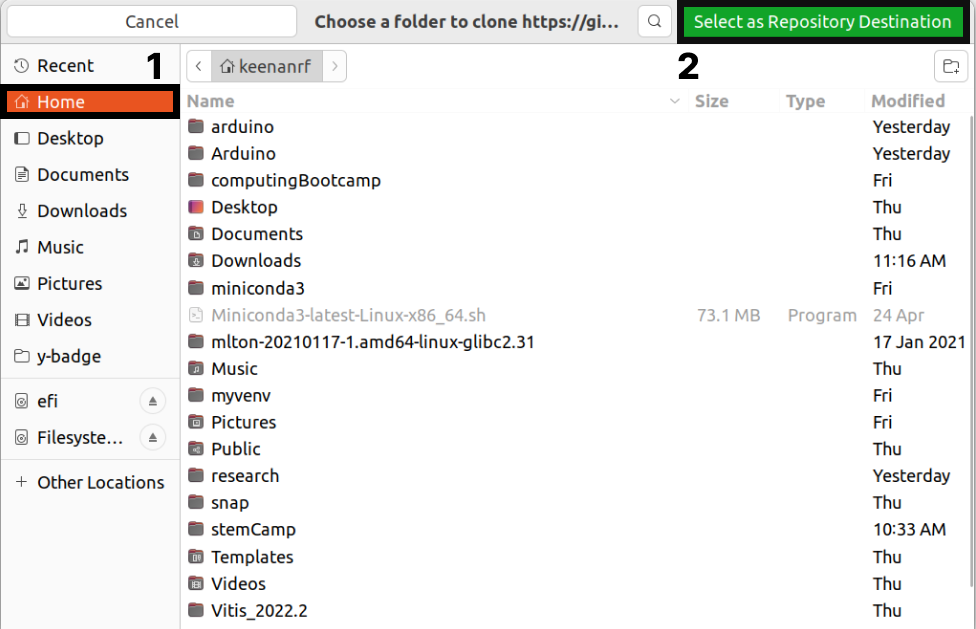 Cancel
Choose a folder to clone https://gi...
Select as Repository Destination
1
2
Recent
Home
Desktop
Documents
Downloads
Music
Pictures
Videos
y-badge
efi
Filesyste...
+ Other Locations
keenanrf
Name Size Type Modified
arduino Yesterday
Arduino Yesterday
computingBootcamp Fri
Desktop Thu
Documents Thu
Downloads 11:16 AM
miniconda3 Fri
Miniconda3-latest-Linux-x86_64.sh 73.1 MB Program 24 Apr
mlton-20210117-1.amd64-linux-glibc2.31 17 Jan 2021
Music Thu
myvenv Fri
Pictures Fri
Public Thu
research Yesterday
snap Thu
stemCamp 10:33 AM
Templates Thu
Videos Thu
Vitis_2022.2 Thu